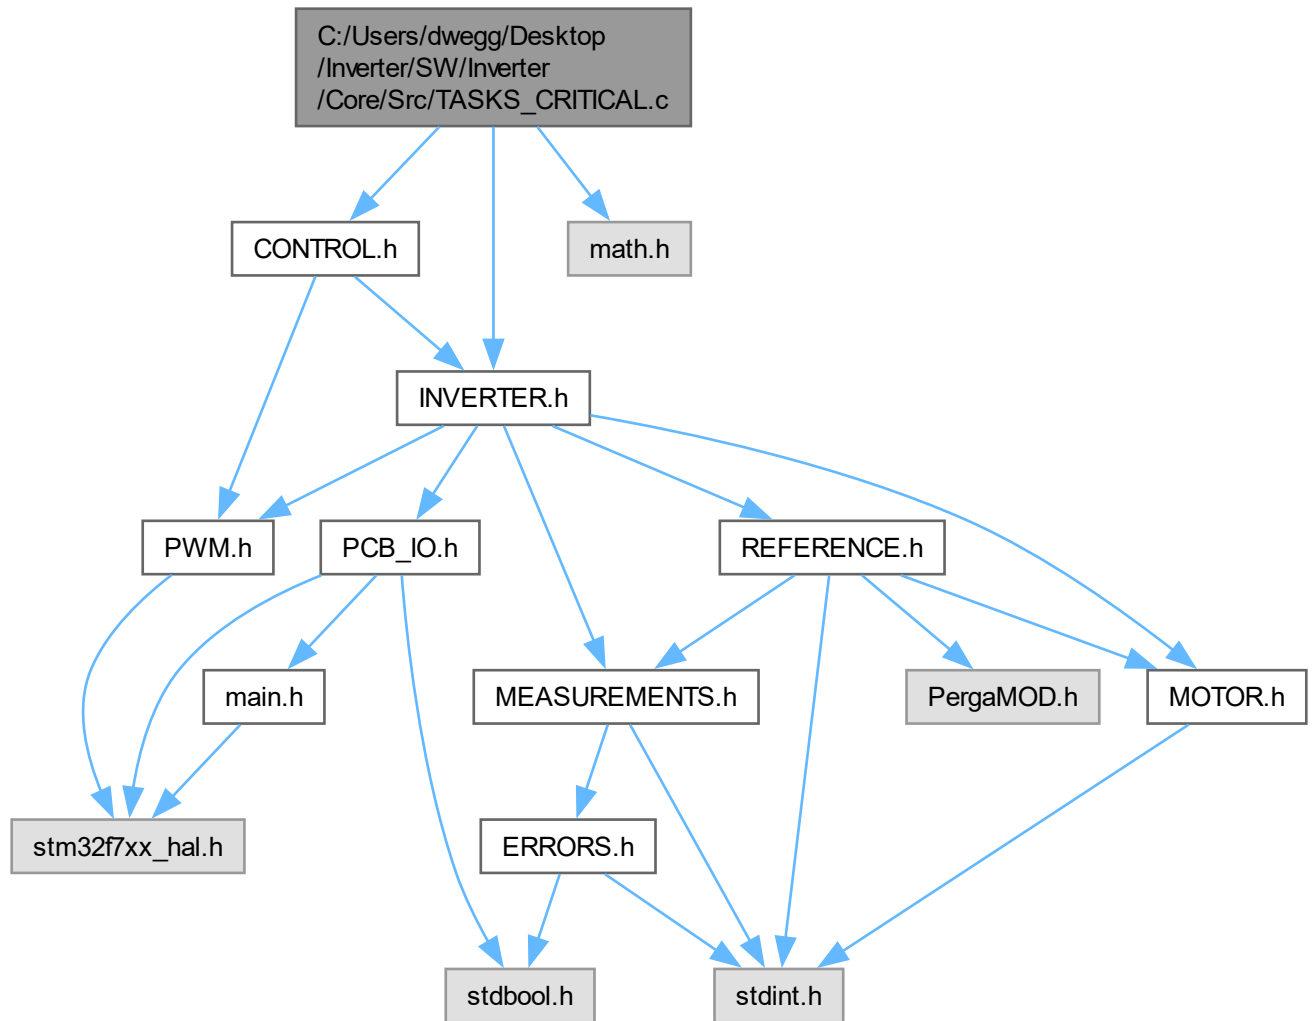 C:/Users/dwegg/Desktop
/Inverter/SW/Inverter
/Core/Src/TASKS_CRITICAL.c
CONTROL.h
math.h
INVERTER.h
PWM.h
PCB_IO.h
REFERENCE.h
main.h
MEASUREMENTS.h
PergaMOD.h
MOTOR.h
stm32f7xx_hal.h
ERRORS.h
stdbool.h
stdint.h